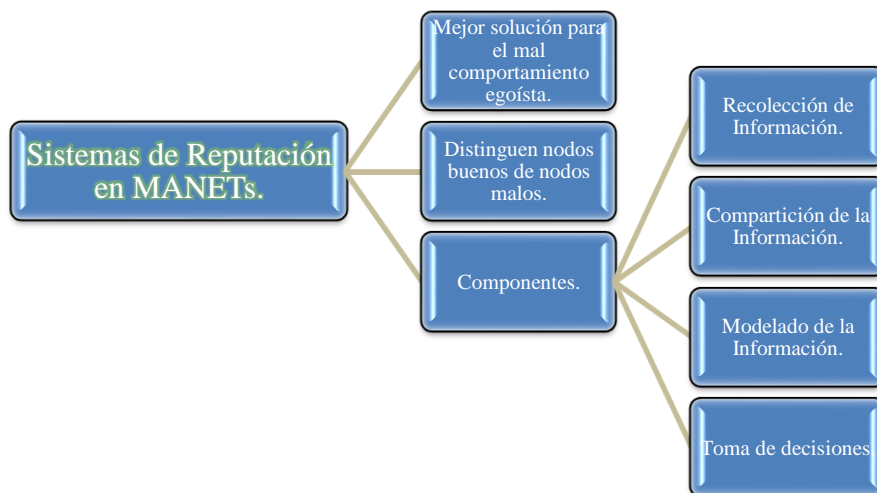 Sistemas de Reputación
en MANETs.
Mejor solución para
el mal
comportamiento
egoísta.
Distinguen nodos
buenos de nodos
malos.
Componentes.
Recolección de
Información.
Compartición de la
Información.
Modelado de la
Información.
Toma de decisiones.